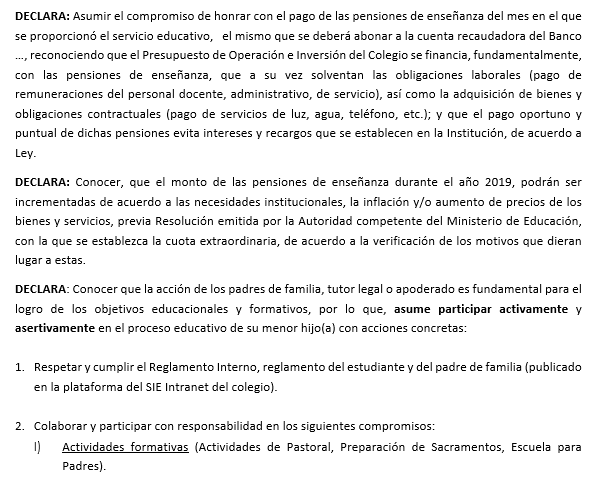 DECLARA: Asumir el compromiso de honrar con el pago de las pensiones de enseñanza del mes en el que
se proporcionó el servicio educativo, el mismo que se deberá abonar a la cuenta recaudadora del Banco
..., reconociendo que el Presupuesto de Operación e Inversión del Colegio se financia, fundamentalmente,
con las pensiones de enseñanza, que a su vez solventan las obligaciones laborales (pago de
remuneraciones del personal docente, administrativo, de servicio), así como la adquisición de bienes y
obligaciones contractuales (pago de servicios de luz, agua, teléfono, etc.); y que el pago oportuno y
puntual de dichas pensiones evita intereses y recargos que se establecen en la Institución, de acuerdo a
Ley.
DECLARA: Conocer, que el monto de las pensiones de enseñanza durante el año 2019, podrán ser
incrementadas de acuerdo a las necesidades institucionales, la inflación y/o aumento de precios de los
bienes y servicios, previa Resolución emitida por la Autoridad competente del Ministerio de Educación,
con la que se establezca la cuota extraordinaria, de acuerdo a la verificación de los motivos que dieran
lugar a estas.
DECLARA: Conocer que la acción de los padres de familia, tutor legal o apoderado es fundamental para el
logro de los objetivos educacionales y formativos, por lo que, asume participar activamente y
asertivamente en el proceso educativo de su menor hijo(a) con acciones concretas:
1. Respetar y cumplir el Reglamento Interno, reglamento del estudiante y del padre de familia (publicado
en la plataforma del SIE Intranet del colegio).
2. Colaborar y participar con responsabilidad en los siguientes compromisos:
I) Actividades formativas (Actividades de Pastoral, Preparación de Sacramentos, Escuela para
Padres).